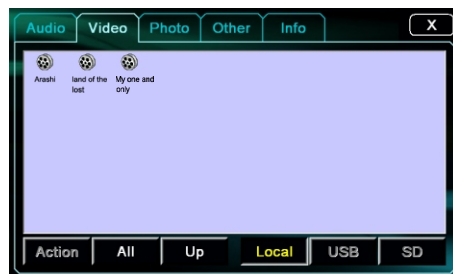 Audio Video Photo Other Info X
Arashi land of the My one and
lost only
Action All Up Local USB SD